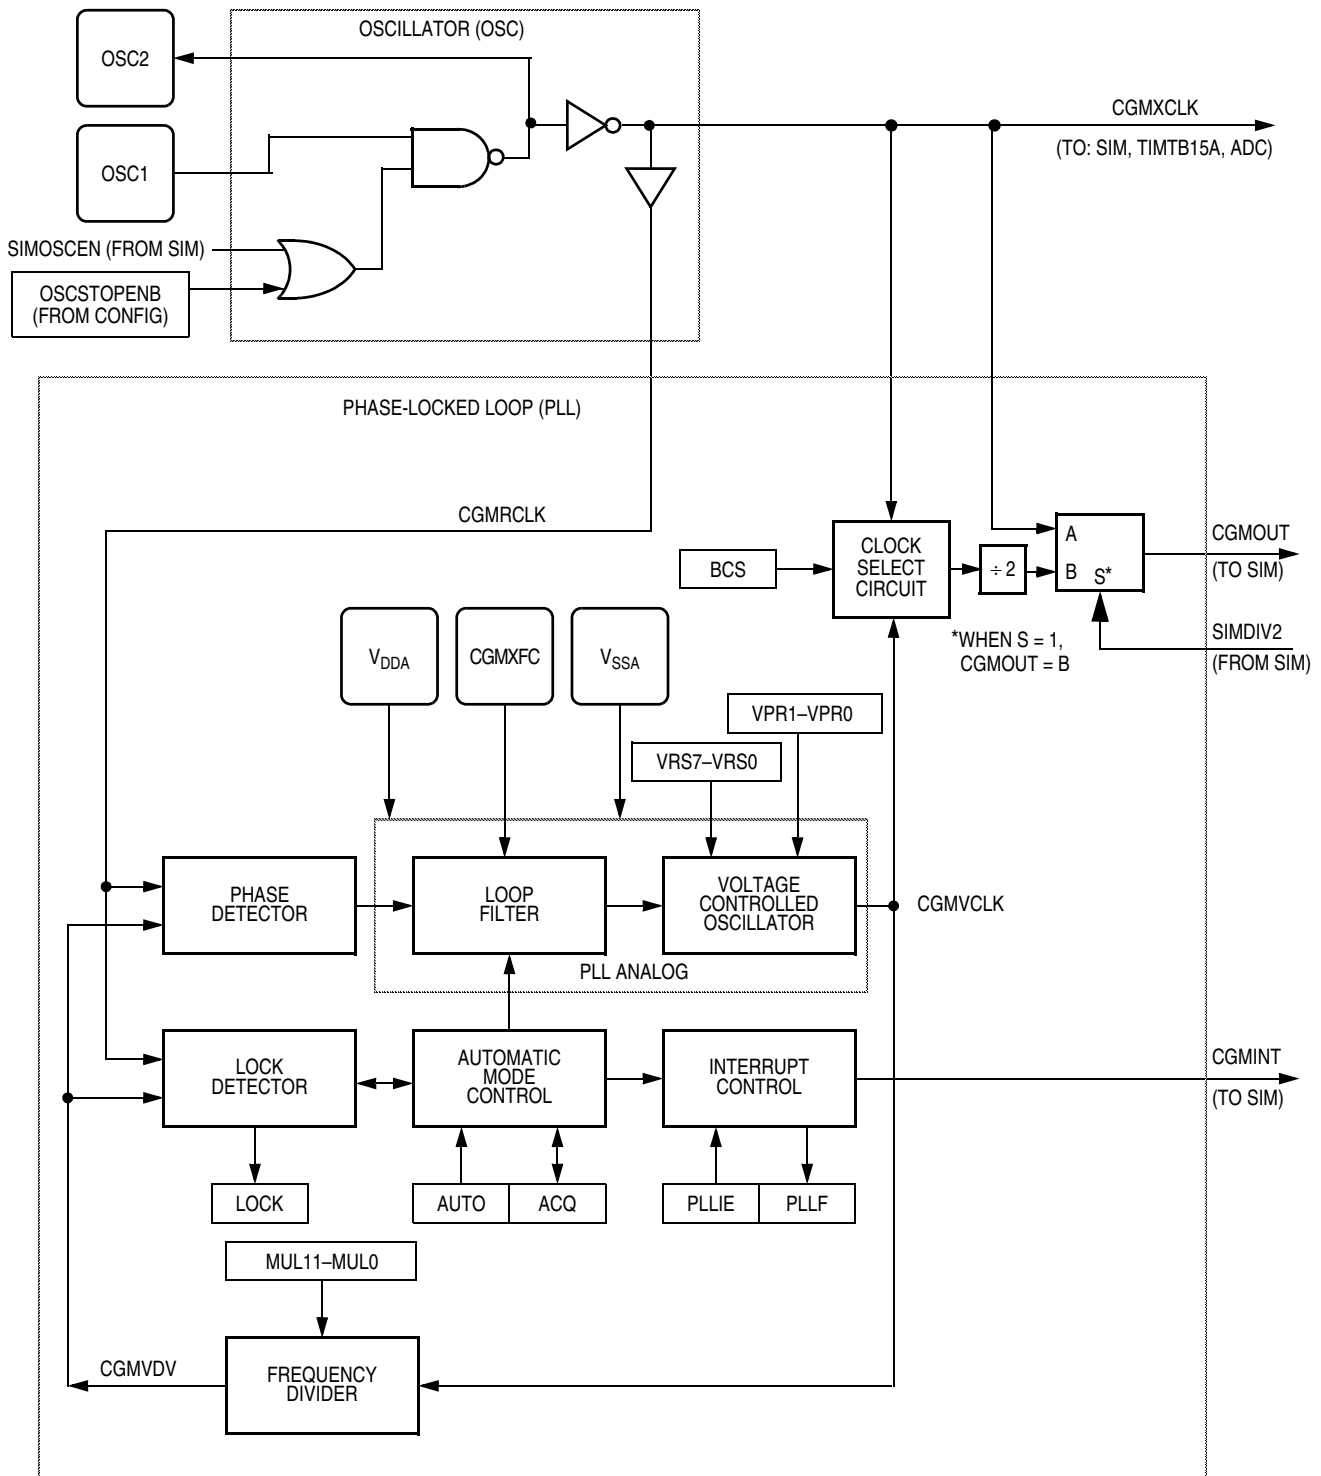 OSCILLATOR (OSC)
OSC2
CGMXCLK
(TO: SIM, TIMTB15A, ADC)
OSC1
SIMOSCEN (FROM SIM)
OSCSTOPENB
(FROM CONFIG)
PHASE-LOCKED LOOP (PLL)
CGMRCLK
BCS
CLOCK
SELECT
CIRCUIT
÷ 2
A
B
S*
CGMOUT
(TO SIM)
*WHEN S = 1,
CGMOUT = B
SIMDIV2
(FROM SIM)
VDDA
CGMXFC
VSSA
VPR1–VPR0
VRS7–VRS0
PHASE
DETECTOR
LOOP
FILTER
VOLTAGE
CONTROLLED
OSCILLATOR
CGMVCLK
PLL ANALOG
LOCK
DETECTOR
AUTOMATIC
MODE
CONTROL
INTERRUPT
CONTROL
CGMINT
(TO SIM)
LOCK
AUTO
ACQ
PLLIE
PLLF
MUL11–MUL0
CGMVDV
FREQUENCY
DIVIDER